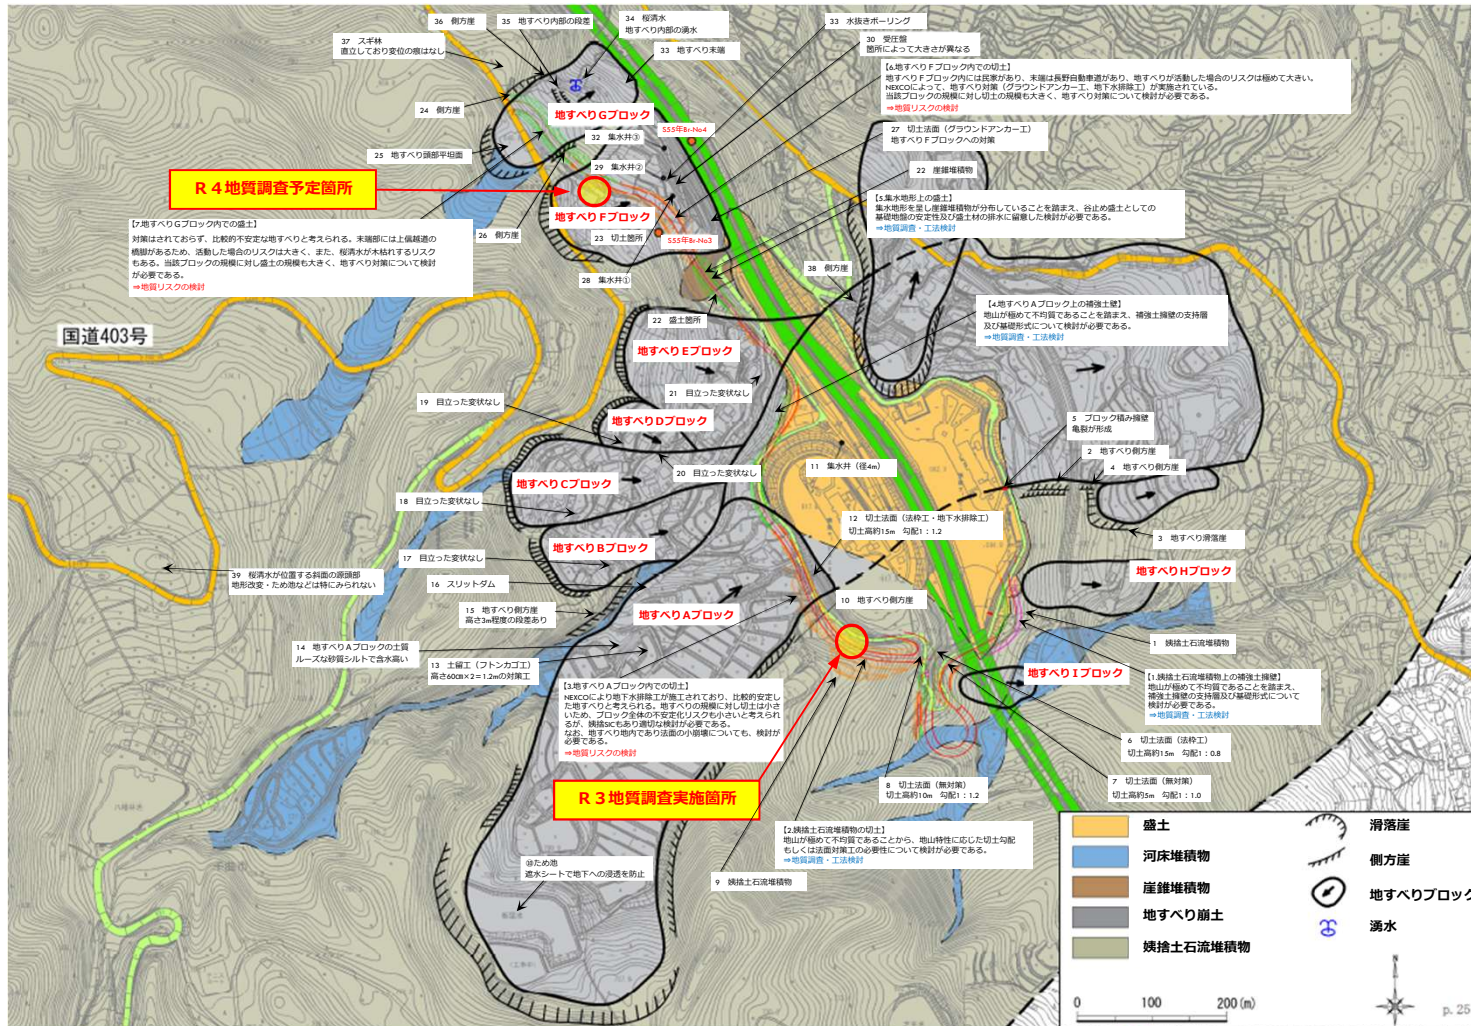 36 側方崖
35 地すべり内部の段差
34 桜清水
地すべり内部の湧水
33 水抜きボーリング
37 スギ林
直立しており変位の痕はなし
33 地すべり末端
30 受圧盤
箇所によって大きさが異なる
【6.地すべりFブロック内での切土】
地すべりFブロック内には民家があり、末端は長野自動車道があり、地すべりが活動した場合のリスクは極めて大きい。
NEXCOによって、地すべり対策（グラウンドアンカー工、地下水排除工）が実施されている。
当該ブロックの規模に対し切土の規模も大きく、地すべり対策について検討が必要である。
⇒地質リスクの検討
24 側方崖
地すべりGブロック
S55年Br-No4
27 切土法面（グラウンドアンカー工）
地すべりFブロックへの対策
32 集水井③
25 地すべり頭部平坦面
29 集水井②
22 崖錐堆積物
R４地質調査予定箇所
【5.集水地形上の盛土】
集水地形を呈し崖錐堆積物が分布していることを踏まえ、谷止め盛土としての
基礎地盤の安定性及び盛土材の排水に留意した検討が必要である。
⇒地質調査・工法検討
地すべりFブロック
【7.地すべりGブロック内での盛土】
対策はされておらず、比較的不安定な地すべりと考えられる。末端部には上信越道の
橋脚があるため、活動した場合のリスクは大きく、また、桜清水が木枯れするリスク
もある。当該ブロックの規模に対し盛土の規模も大きく、地すべり対策について検討
が必要である。
⇒地質リスクの検討
26 側方崖
23 切土箇所
S55年Br-No3
28 集水井①
38 側方崖
【4.地すべりAブロック上の補強土壁】
地山が極めて不均質であることを踏まえ、補強土擁壁の支持層
及び基礎形式について検討が必要である。
⇒地質調査・工法検討
国道403号
22 盛土箇所
地すべりEブロック
21 目立った変状なし
19 目立った変状なし
地すべりDブロック
5 ブロック積み擁壁
亀裂が形成
2 地すべり側方崖
4 地すべり側方崖
11 集水井（径4m）
20 目立った変状なし
地すべりCブロック
18 目立った変状なし
12 切土法面（法枠工・地下水排除工）
切土高約15m 勾配1：1.2
3 地すべり滑落崖
地すべりBブロック
17 目立った変状なし
地すべりHブロック
39 桜清水が位置する斜面の源頭部
地形改変・ため池などは特にみられない
16 スリットダム
10 地すべり側方崖
15 地すべり側方崖
高さ3m程度の段差あり
地すべりAブロック
1 姨捨土石流堆積物
14 地すべりAブロックの土質
ルーズな砂質シルトで含水高い
13 土留工（フトンカゴ工）
高さ60cm×2＝1.2mの対策工
地すべりIブロック
【1.姨捨土石流堆積物上の補強土擁壁】
地山が極めて不均質であることを踏まえ、
補強土擁壁の支持層及び基礎形式について
検討が必要である。
⇒地質調査・工法検討
【3.地すべりAブロック内での切土】
NEXCOにより地下水排除工が施工されており、比較的安定し
た地すべりと考えられる。地すべりの規模に対し切土は小さ
いため、ブロック全体の不安定化リスクも小さいと考えられ
るが、姨捨SICもあり適切な検討が必要である。
なお、地すべり地内であり法面の小崩壊についても、検討が
必要である。
⇒地質リスクの検討
6 切土法面（法枠工）
切土高約15m 勾配1：0.8
R３地質調査実施箇所
8 切土法面（無対策）
切土高約10m 勾配1：1.2
7 切土法面（無対策）
切土高約5m 勾配1：1.0
【2.姨捨土石流堆積物の切土】
地山が極めて不均質であることから、地山特性に応じた切土勾配
もしくは法面対策工の必要性について検討が必要である。
⇒地質調査・工法検討
⑩ため池
遮水シートで地下への浸透を防止
9 姨捨土石流堆積物
盛土
河床堆積物
崖錐堆積物
地すべり崩土
姨捨土石流堆積物
滑落崖
側方崖
地すべりブロック
湧水
N
0 100 200(m)
p. 25